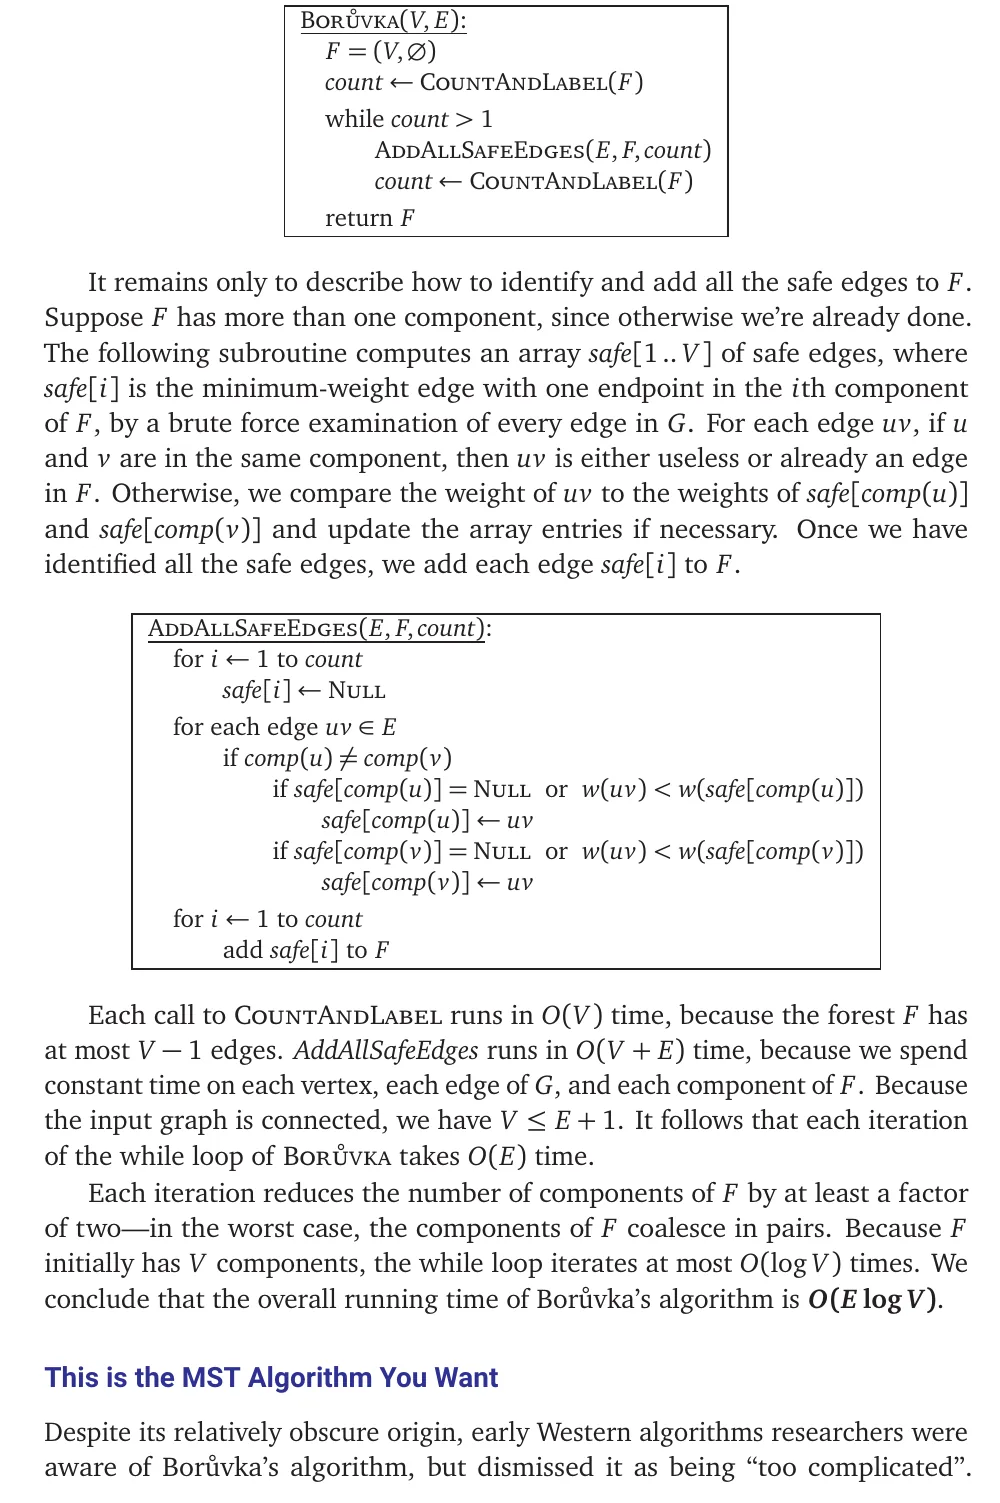 Borůvka(V, E):
F = (V, ∅)
count ← CountAndLabel(F)
while count > 1
AddAllSafeEdges(E, F, count)
count ← CountAndLabel(F)
return F
It remains only to describe how to identify and add all the safe edges to F.
Suppose F has more than one component, since otherwise we’re already done.
The following subroutine computes an array safe[1 .. V] of safe edges, where
safe[i] is the minimum-weight edge with one endpoint in the ith component
of F, by a brute force examination of every edge in G. For each edge uv, if u
and v are in the same component, then uv is either useless or already an edge
in F. Otherwise, we compare the weight of uv to the weights of safe[comp(u)]
and safe[comp(v)] and update the array entries if necessary. Once we have
identified all the safe edges, we add each edge safe[i] to F.
AddAllSafeEdges(E, F, count):
for i ← 1 to count
safe[i] ← Null
for each edge uv ∈ E
if comp(u) ≠ comp(v)
if safe[comp(u)] = Null or w(uv) < w(safe[comp(u)])
safe[comp(u)] ← uv
if safe[comp(v)] = Null or w(uv) < w(safe[comp(v)])
safe[comp(v)] ← uv
for i ← 1 to count
add safe[i] to F
Each call to CountAndLabel runs in O(V) time, because the forest F has
at most V − 1 edges. AddAllSafeEdges runs in O(V + E) time, because we spend
constant time on each vertex, each edge of G, and each component of F. Because
the input graph is connected, we have V ≤ E + 1. It follows that each iteration
of the while loop of Borůvka takes O(E) time.
Each iteration reduces the number of components of F by at least a factor
of two—in the worst case, the components of F coalesce in pairs. Because F
initially has V components, the while loop iterates at most O(log V) times. We
conclude that the overall running time of Borůvka’s algorithm is O(E log V).
This is the MST Algorithm You Want
Despite its relatively obscure origin, early Western algorithms researchers were
aware of Borůvka’s algorithm, but dismissed it as being “too complicated”.